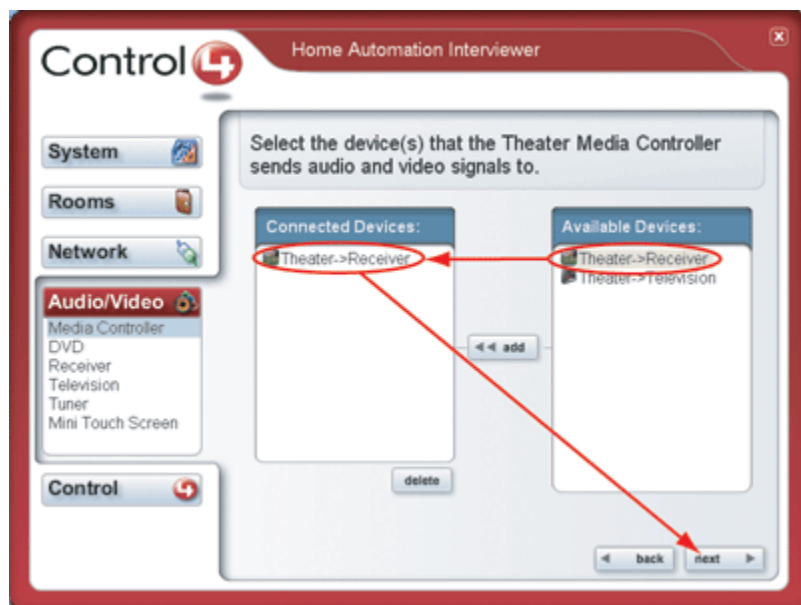 Control4
Home Automation Interviewer
System
Rooms
Network
Audio/Video
Media Controller
DVD
Receiver
Television
Tuner
Mini Touch Screen
Control
Select the device(s) that the Theater Media Controller
sends audio and video signals to.
Connected Devices:
Theater->Receiver
add
delete
Available Devices:
Theater->Receiver
Theater->Television
back
next